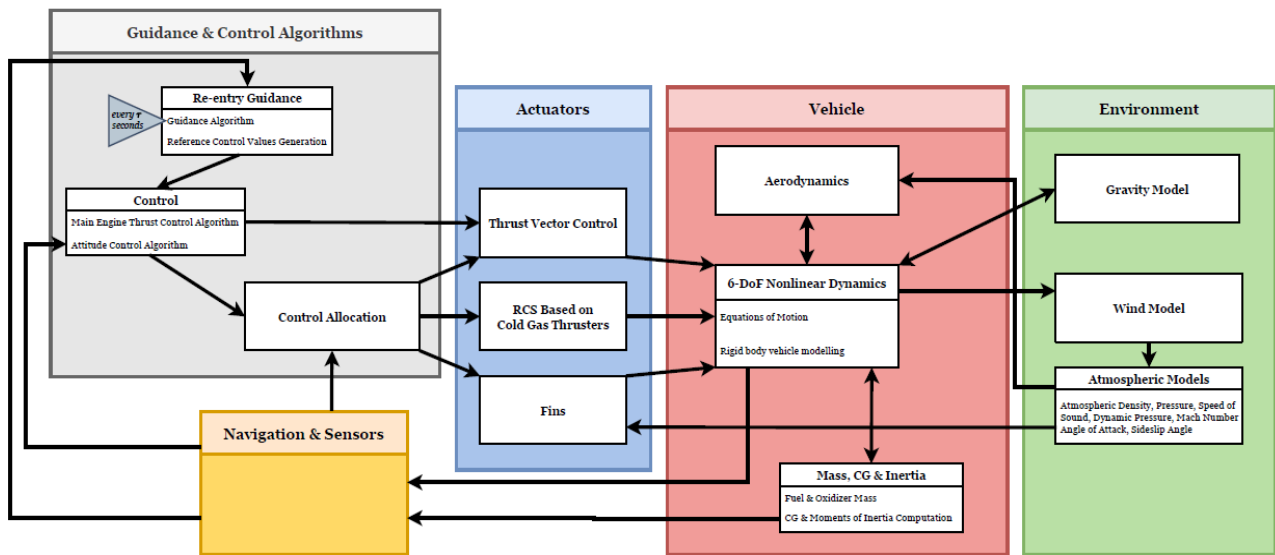 Guidance & Control Algorithms
Re-entry Guidance
Guidance Algorithm
Reference Control Values Generation
every τ
seconds
Control
Main Engine Thrust Control Algorithm
Attitude Control Algorithm
Control Allocation
Navigation & Sensors
Actuators
Thrust Vector Control
RCS Based on
Cold Gas Thrusters
Fins
Vehicle
Aerodynamics
6-DoF Nonlinear Dynamics
Equations of Motion
Rigid body vehicle modelling
Mass, CG & Inertia
Fuel & Oxidizer Mass
CG & Moments of Inertia Computation
Environment
Gravity Model
Wind Model
Atmospheric Models
Atmospheric Density, Pressure, Speed of
Sound, Dynamic Pressure, Mach Number
Angle of Attack, Sideslip Angle